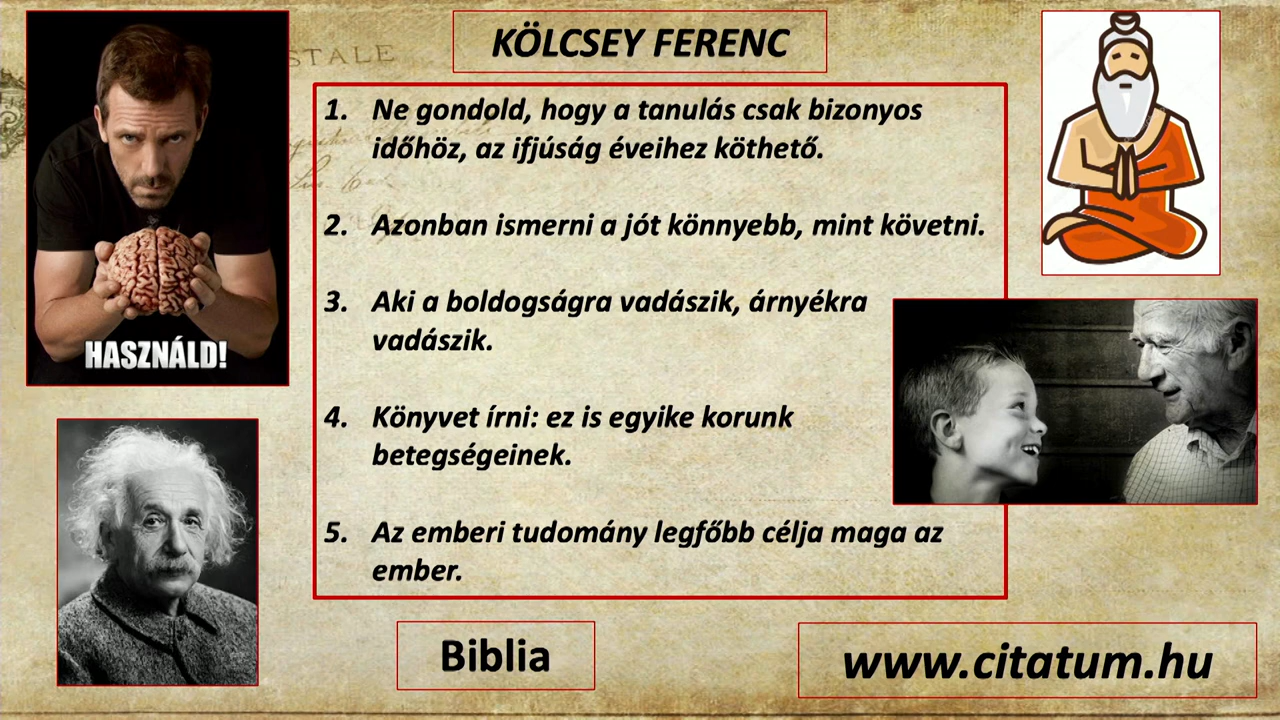 KÖLCSEY FERENC
STALE
1. Ne gondold, hogy a tanulás csak bizonyos
időhöz, az ifjúság éveihez köthető.
2. Azonban ismerni a jót könnyebb, mint követni.
3. Aki a boldogságra vadászik, árnyékra
vadászik.
4. Könyvet írni: ez is egyike korunk
betegségeinek.
5. Az emberi tudomány legfőbb célja maga az
ember.
HASZNÁLD!
Biblia
www.citatum.hu